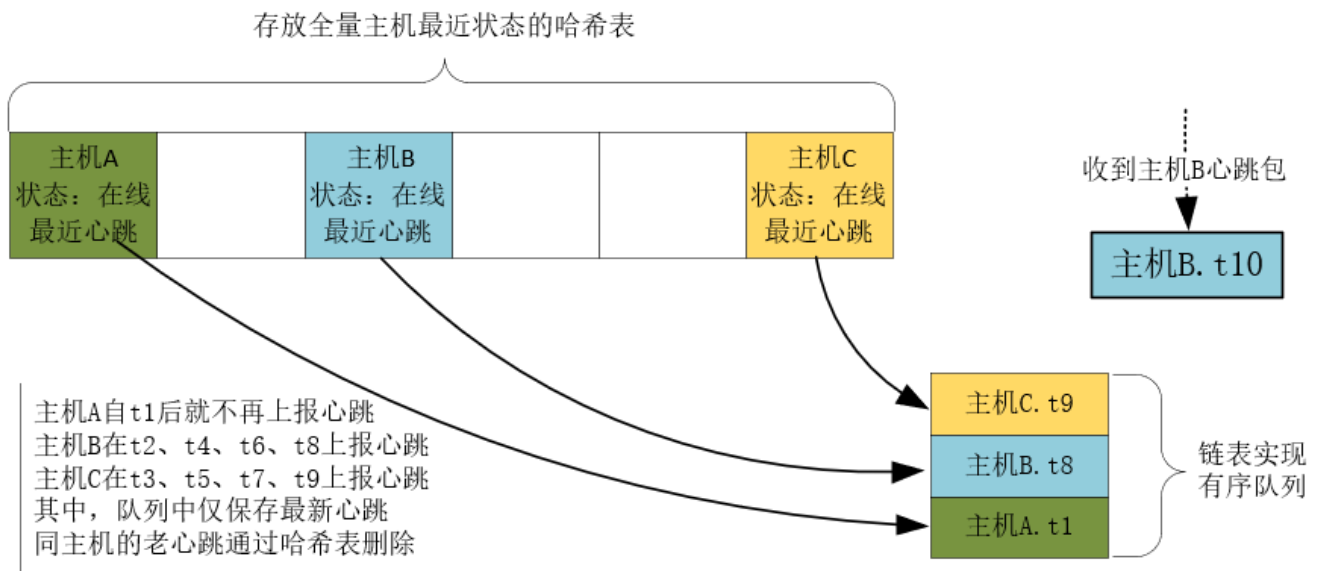 存放全量主机最近状态的哈希表
主机A
状态：在线
最近心跳
主机B
状态：在线
最近心跳
主机C
状态：在线
最近心跳
收到主机B心跳包
主机B.t10
主机C.t9
主机B.t8
主机A.t1
链表实现
有序队列
主机A自t1后就不再上报心跳
主机B在t2、t4、t6、t8上报心跳
主机C在t3、t5、t7、t9上报心跳
其中，队列中仅保存最新心跳
同主机的老心跳通过哈希表删除